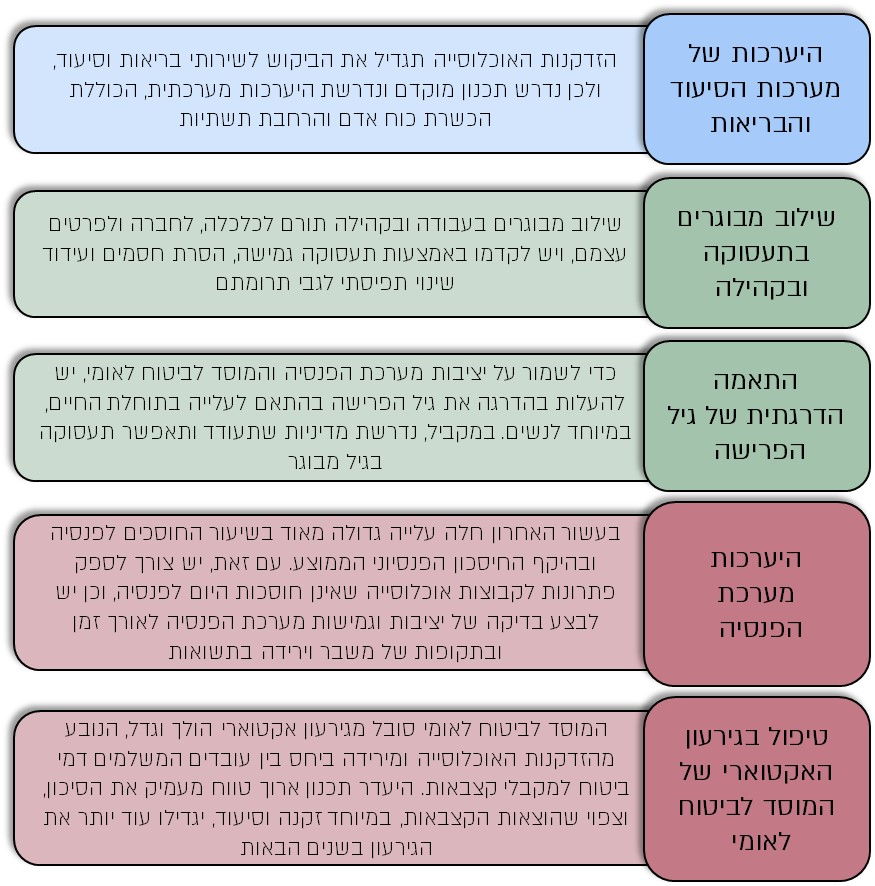 היערכות של
מערכות הסיעוד
והבריאות
הזדקנות האוכלוסייה תגדיל את הביקוש לשירותי בריאות וסיעוד,
ולכן נדרש תכנון מוקדם ונדרשת היערכות מערכתית, הכוללת
הכשרת כוח אדם והרחבת תשתיות
שילוב מבוגרים
בתעסוקה
ובקהילה
שילוב מבוגרים בעבודה ובקהילה תורם לכלכלה, לחברה ולפרטים
עצמם, ויש לקדמו באמצעות תעסוקה גמישה, הסרת חסמים ועידוד
שינוי תפיסתי לגבי תרומתם
התאמה
הדרגתית של גיל
הפרישה
כדי לשמור על יציבות מערכת הפנסיה והמוסד לביטוח לאומי, יש
להעלות בהדרגה את גיל הפרישה בהתאם לעלייה בתוחלת החיים,
במיוחד לנשים. במקביל, נדרשת מדיניות שתעודד ותאפשר תעסוקה
בגיל מבוגר
היערכות
מערכת
הפנסיה
בעשור האחרון חלה עלייה גדולה מאוד בשיעור החוסכים לפנסיה
ובהיקף החיסכון הפנסיוני הממוצע. עם זאת, יש צורך לספק
פתרונות לקבוצות אוכלוסייה שאינן חוסכות היום לפנסיה, וכן יש
לבצע בדיקה של יציבות וגמישות מערכת הפנסיה לאורך זמן
ובתקופות של משבר וירידה בתשואות
טיפול בגירעון
האקטוארי של
המוסד לביטוח
לאומי
המוסד לביטוח לאומי סובל מגירעון אקטוארי הולך וגדל, הנובע
מהזדקנות האוכלוסייה ומירידה ביחס בין עובדים המשלמים דמי
ביטוח למקבלי קצבאות. היעדר תכנון ארוך טווח מעמיק את הסיכון,
וצפוי שהוצאות הקצבאות, במיוחד זקנה וסיעוד, יגדילו עוד יותר את
הגירעון בשנים הבאות